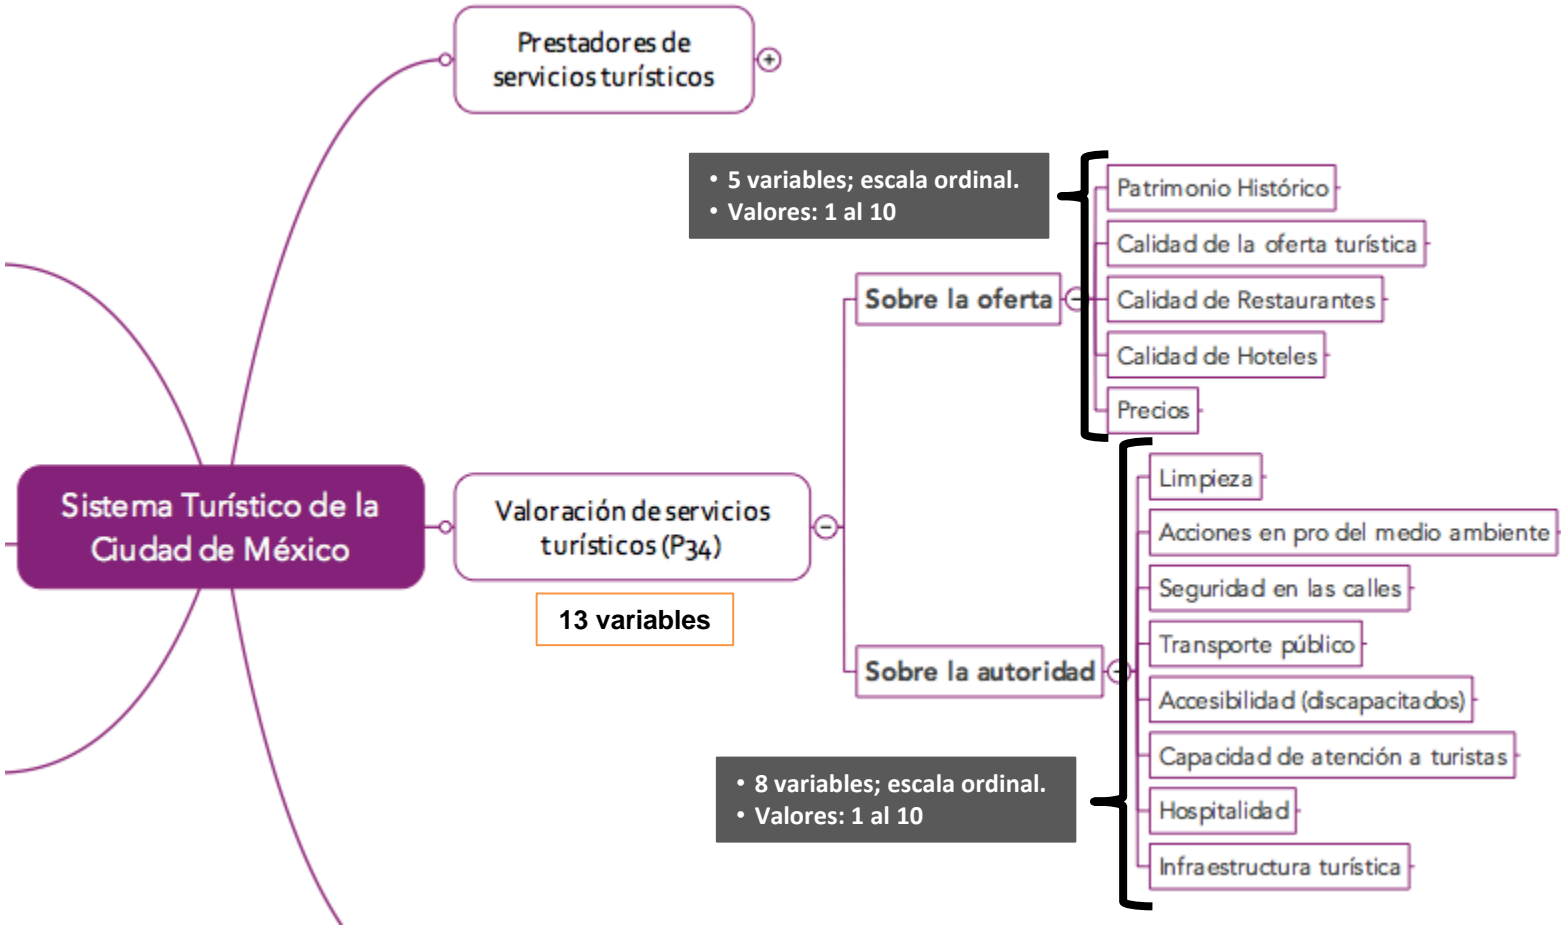 Prestadores de
servicios turísticos
+
• 5 variables; escala ordinal.
• Valores: 1 al 10
Patrimonio Histórico
Calidad de la oferta turística
Sobre la oferta
Calidad de Restaurantes
Calidad de Hoteles
Precios
Sistema Turístico de la
Ciudad de México
Valoración de servicios
turísticos (P34)
13 variables
Sobre la autoridad
Limpieza
Acciones en pro del medio ambiente
Seguridad en las calles
Transporte público
Accesibilidad (discapacitados)
Capacidad de atención a turistas
Hospitalidad
Infraestructura turística
• 8 variables; escala ordinal.
• Valores: 1 al 10